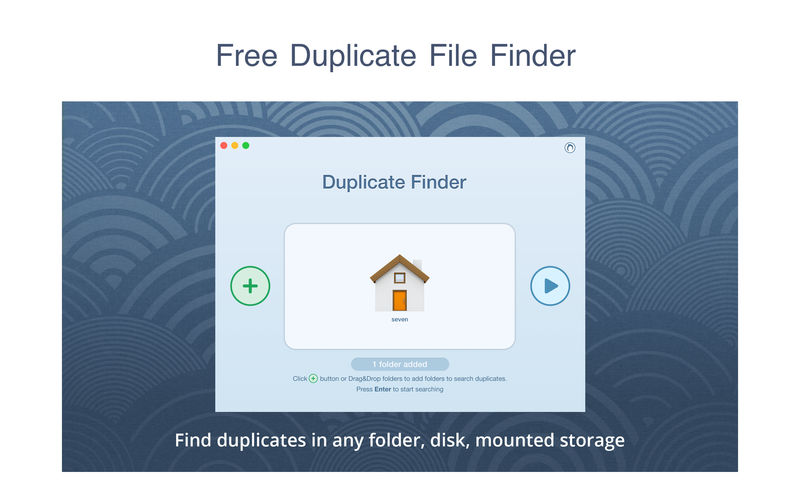 Free Duplicate File Finder
Duplicate Finder
seven
1 folder added
Click + button or Drag&Drop folders to add folders to search duplicates.
Press Enter to start searching
Find duplicates in any folder, disk, mounted storage